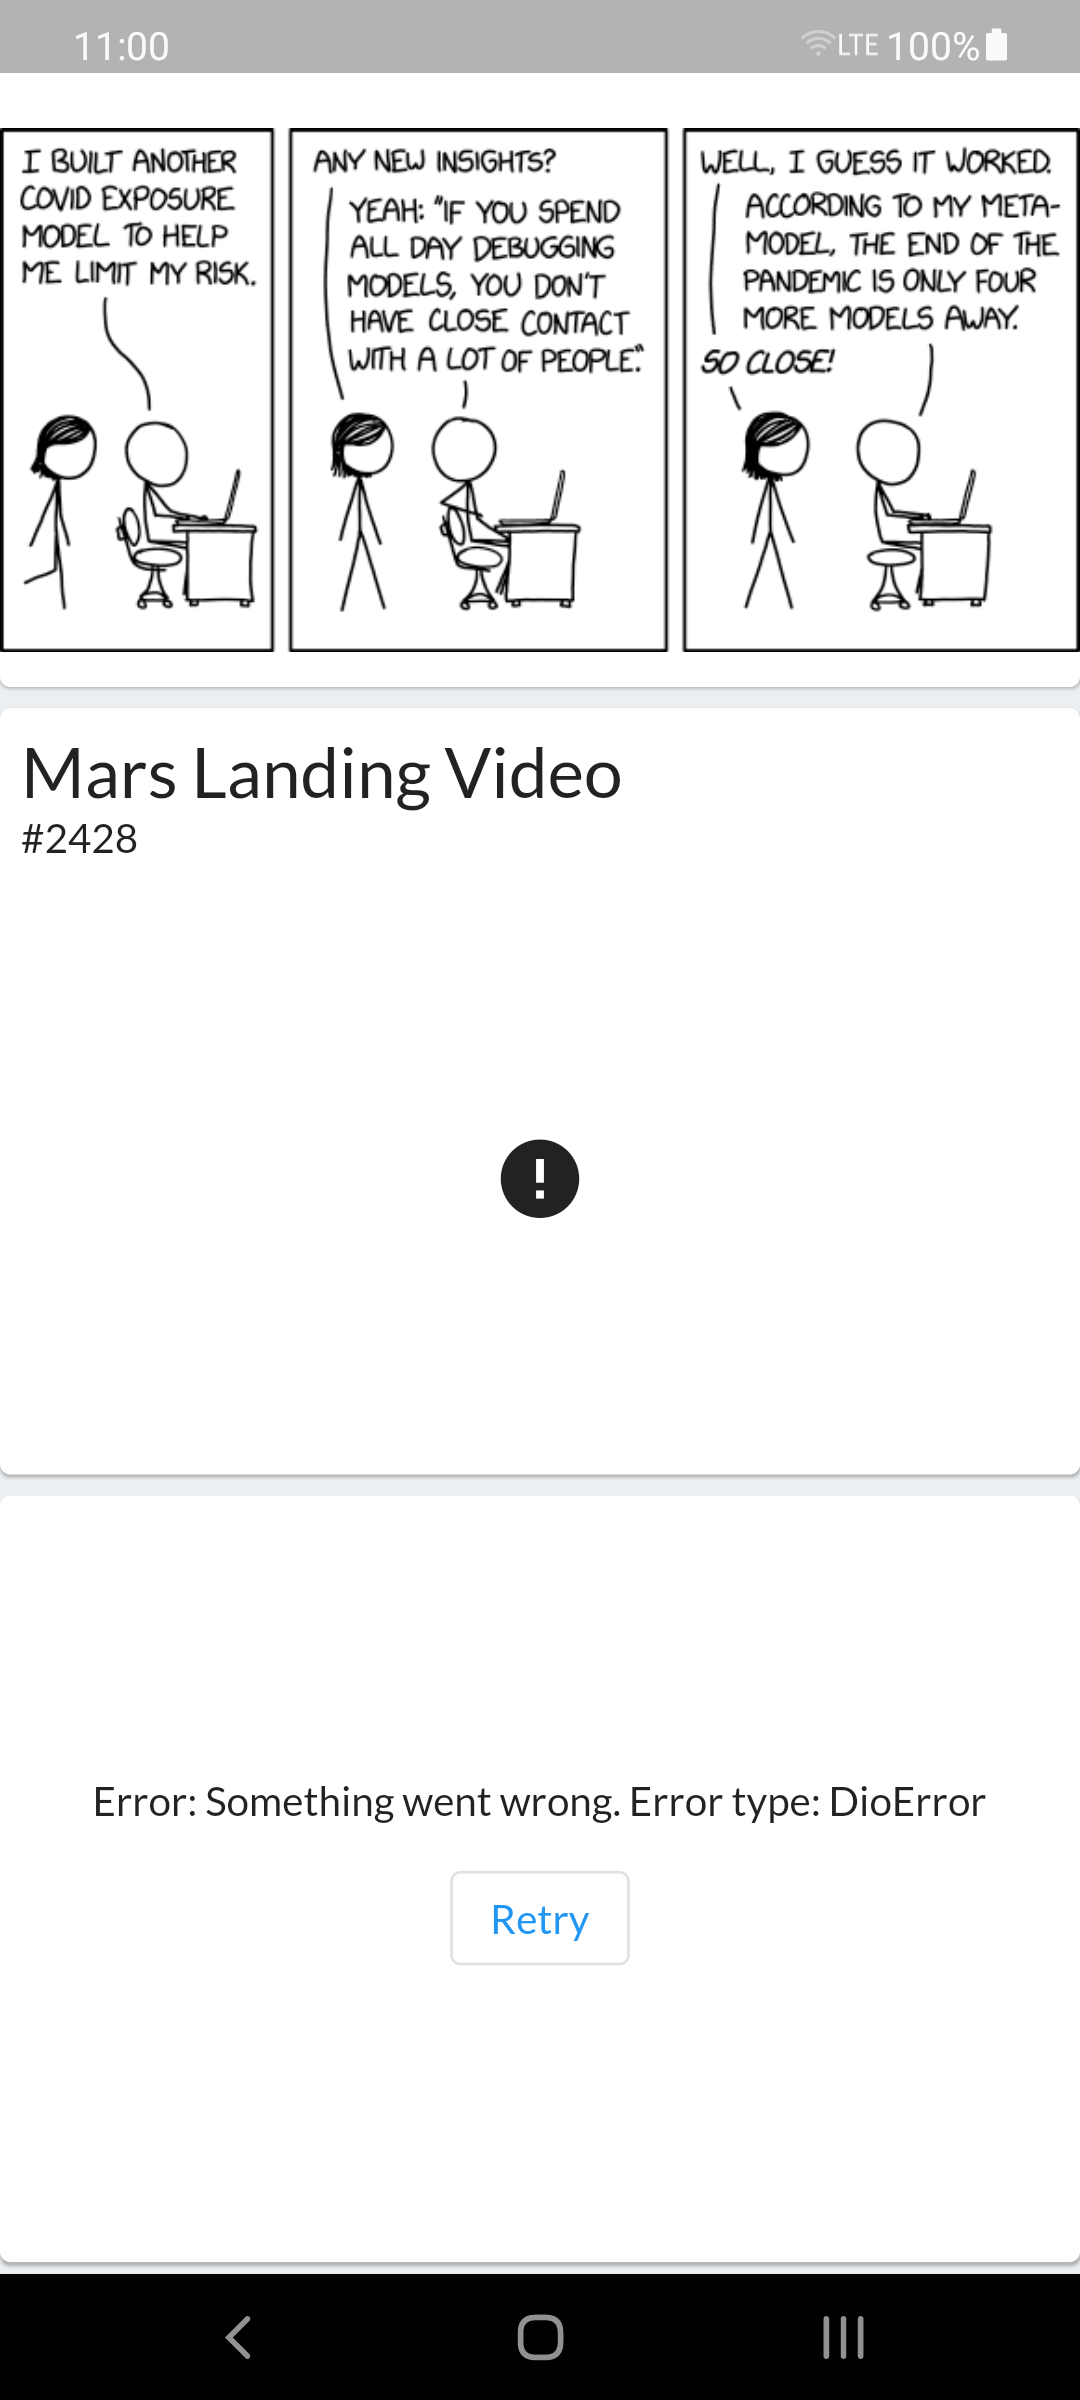 11:00
LTE 100%
I BUILT ANOTHER
COVID EXPOSURE
MODEL TO HELP
ME LIMIT MY RISK.
ANY NEW INSIGHTS?
YEAH: "IF YOU SPEND
ALL DAY DEBUGGING
MODELS, YOU DON'T
HAVE CLOSE CONTACT
WITH A LOT OF PEOPLE."
WELL, I GUESS IT WORKED.
ACCORDING TO MY META-
MODEL, THE END OF THE
PANDEMIC IS ONLY FOUR
MORE MODELS AWAY.
SO CLOSE!
Mars Landing Video
#2428
!
Error: Something went wrong. Error type: DioError
Retry